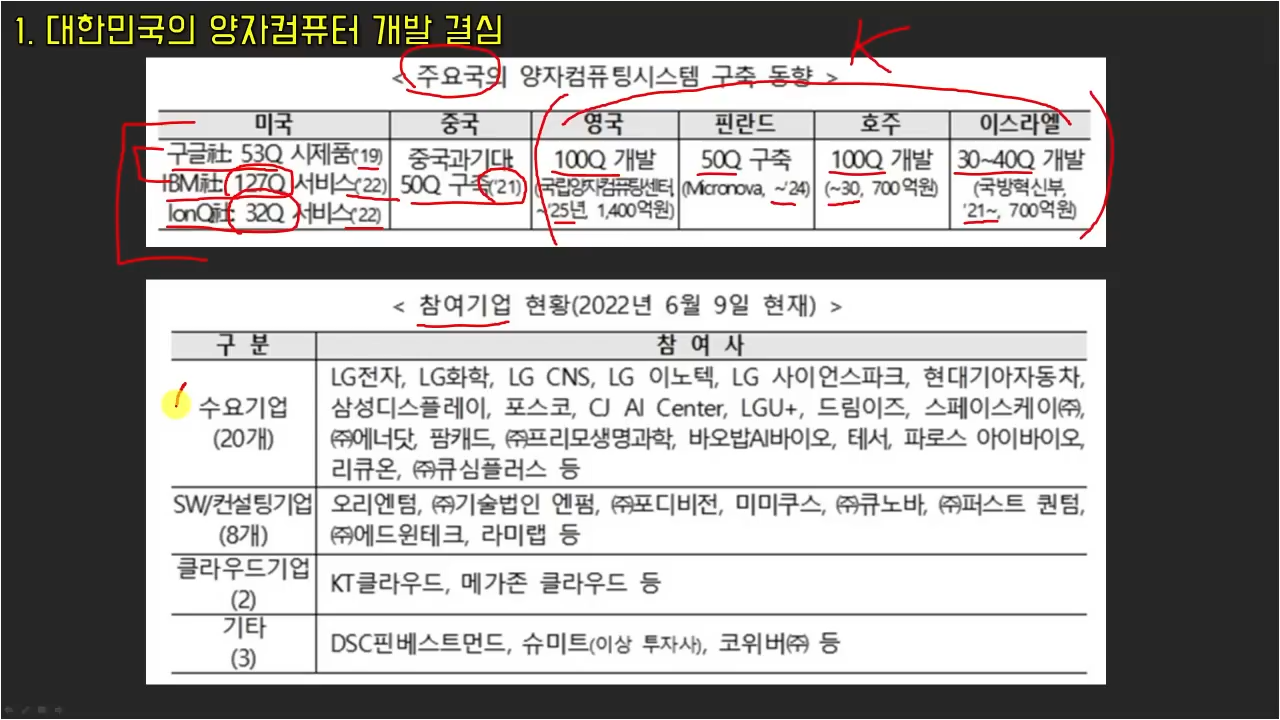 1. 대한민국의 양자컴퓨터 개발 결심
< 주요국의 양자컴퓨팅시스템 구축 동향 >
K
미국 중국 영국 핀란드 호주 이스라엘
구글社: 53Q 시제품('19)
IBM社: 127Q 서비스('22)
IonQ社: 32Q 서비스('22)
중국과기대:
50Q 구축('21)
100Q 개발
(국립양자컴퓨팅센터,
~'25년, 1,400억원)
50Q 구축
(Micronova, ~'24)
100Q 개발
(~30, 700억원)
30~40Q 개발
(국방혁신부,
'21~, 700억원)
< 참여기업 현황(2022년 6월 9일 현재) >
구 분 참 여 사
수요기업
(20개)
LG전자, LG화학, LG CNS, LG 이노텍, LG 사이언스파크, 현대기아자동차,
삼성디스플레이, 포스코, CJ AI Center, LGU+, 드림이즈, 스페이스케이㈜,
㈜에너닷, 팜캐드, ㈜프리모생명과학, 바오밥AI바이오, 테서, 파로스 아이바이오,
리큐온, ㈜큐심플러스 등
SW/컨설팅기업
(8개)
오리엔텀, ㈜기술법인 엔펌, ㈜포디비전, 미미쿠스, ㈜큐노바, ㈜퍼스트 퀀텀,
㈜에드윈테크, 라미랩 등
클라우드기업
(2)
KT클라우드, 메가존 클라우드 등
기타
(3)
DSC핀베스트먼드, 슈미트(이상 투자사), 코위버㈜ 등